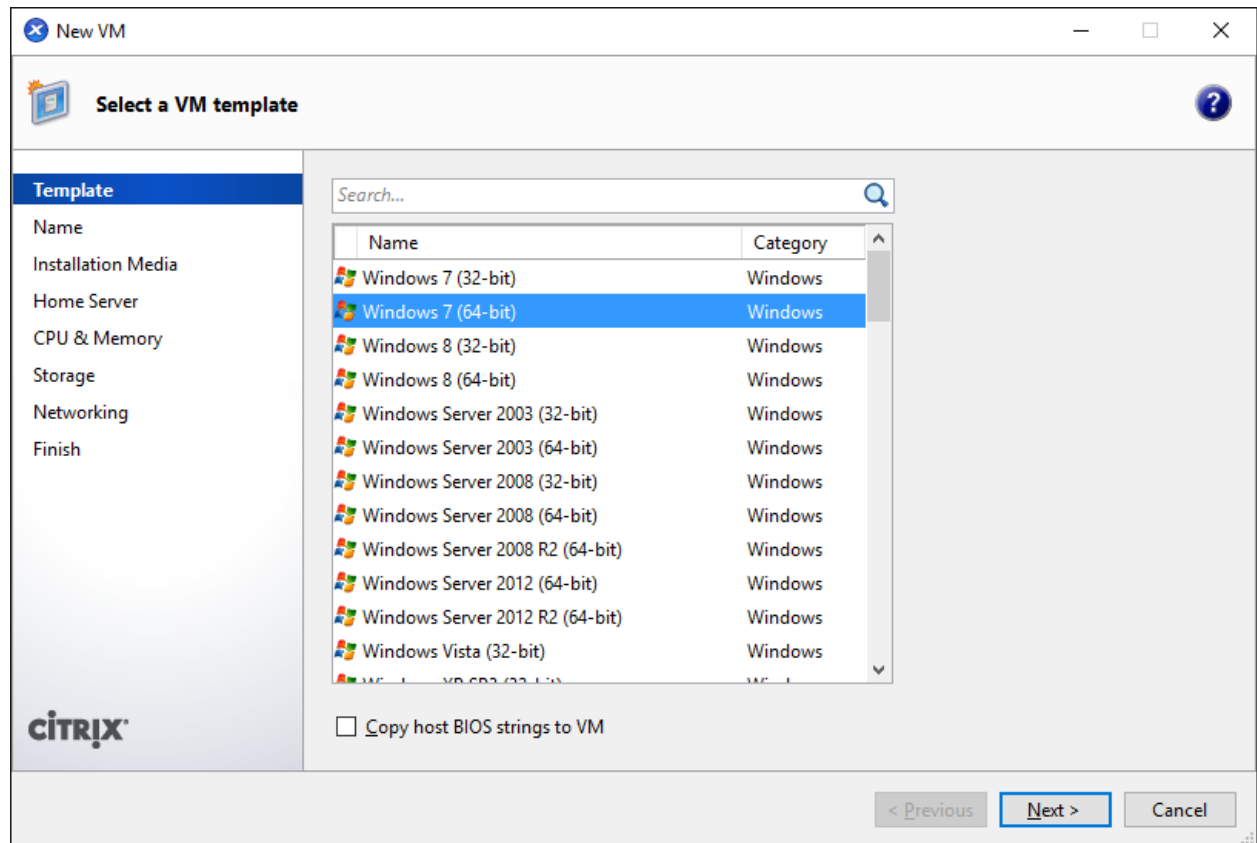 New VM
Select a VM template
?
Template
Name
Installation Media
Home Server
CPU & Memory
Storage
Networking
Finish
Search...
Name Category
Windows 7 (32-bit) Windows
Windows 7 (64-bit) Windows
Windows 8 (32-bit) Windows
Windows 8 (64-bit) Windows
Windows Server 2003 (32-bit) Windows
Windows Server 2003 (64-bit) Windows
Windows Server 2008 (32-bit) Windows
Windows Server 2008 (64-bit) Windows
Windows Server 2008 R2 (64-bit) Windows
Windows Server 2012 (64-bit) Windows
Windows Server 2012 R2 (64-bit) Windows
Windows Vista (32-bit) Windows
Copy host BIOS strings to VM
CITRIX
< Previous Next > Cancel